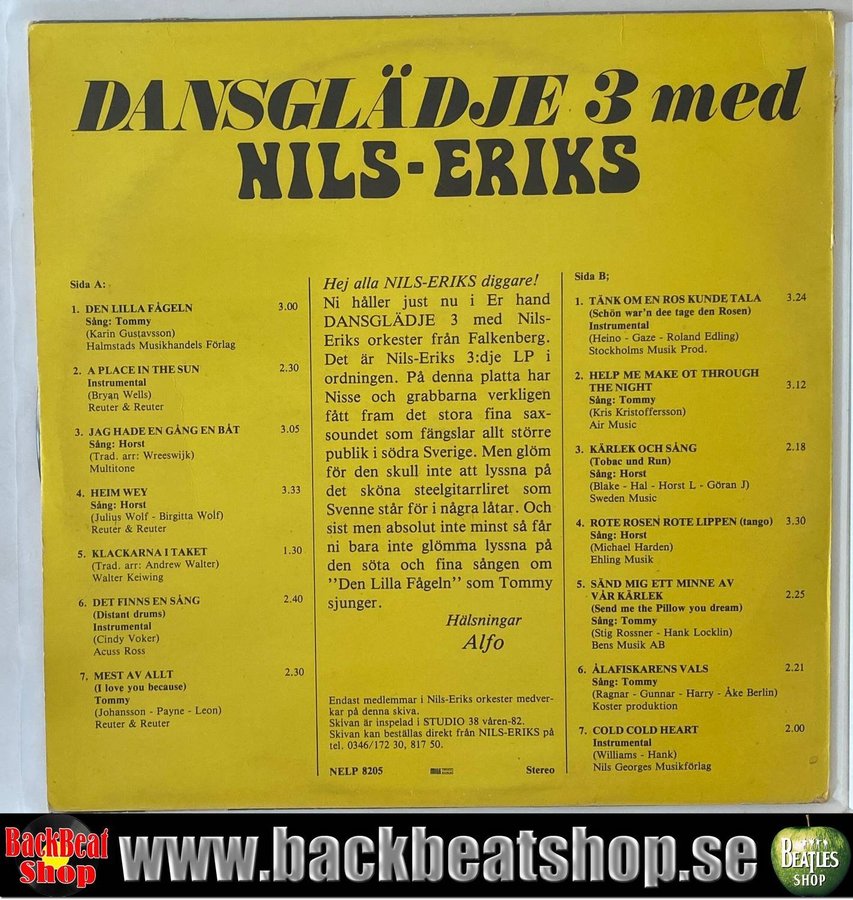 DANSGLÄDJE 3 med
NILS-ERIKS
Sida A:
1. DEN LILLA FÅGELN 3.00
Sång: Tommy
(Karin Gustavsson)
Halmstads Musikhandels Förlag
2. A PLACE IN THE SUN 2.30
Instrumental
(Bryan Wells)
Reuter & Reuter
3. JAG HADE EN GÅNG EN BÅT 3.05
Sång: Horst
(Trad. arr: Wreeswijk)
Multitone
4. HEIM WEY 3.33
Sång: Horst
(Julius Wolf - Birgitta Wolf)
Reuter & Reuter
5. KLACKARNA I TAKET 1.30
(Trad. arr: Andrew Walter)
Walter Keiwing
6. DET FINNS EN SÅNG 2.40
(Distant drums)
Instrumental
(Cindy Voker)
Acuss Ross
7. MEST AV ALLT 2.30
(I love you because)
Tommy
(Johansson - Payne - Leon)
Reuter & Reuter
Hej alla NILS-ERIKS diggare!
Ni håller just nu i Er hand
DANSGLÄDJE 3 med Nils-
Eriks orkester från Falkenberg.
Det är Nils-Eriks 3:dje LP i
ordningen. På denna platta har
Nisse och grabbarna verkligen
fått fram det stora fina sax-
soundet som fängslar allt större
publik i södra Sverige. Men glöm
för den skull inte att lyssna på
det sköna steelgitarrliret som
Svenne står för i några låtar. Och
sist men absolut inte minst så får
ni bara inte glömma lyssna på
den söta och fina sången om
''Den Lilla Fågeln'' som Tommy
sjunger.
Hälsningar
Alfo
Endast medlemmar i Nils-Eriks orkester medver-
kar på denna skiva.
Skivan är inspelad i STUDIO 38 våren-82.
Skivan kan beställas direkt från NILS-ERIKS på
tel. 0346/172 30, 817 50.
NELP 8205 Stereo
Sida B;
1. TÄNK OM EN ROS KUNDE TALA 3.24
(Schön war'n dee tage den Rosen)
Instrumental
(Heino - Gaze - Roland Edling)
Stockholms Musik Prod.
2. HELP ME MAKE OT THROUGH
THE NIGHT 3.12
Sång: Tommy
(Kris Kristoffersson)
Air Music
3. KÄRLEK OCH SÅNG 2.18
(Tobac und Run)
Sång: Horst
(Blake - Hal - Horst L - Göran J)
Sweden Music
4. ROTE ROSEN ROTE LIPPEN (tango) 3.30
Sång: Horst
(Michael Harden)
Ehling Musik
5. SÄND MIG ETT MINNE AV
VÅR KÄRLEK 2.25
(Send me the Pillow you dream)
Sång: Tommy
(Stig Rossner - Hank Locklin)
Bens Musik AB
6. ÅLAFISKARENS VALS 2.21
Sång: Tommy
(Ragnar - Gunnar - Harry - Åke Berlin)
Koster produktion
7. COLD COLD HEART 2.00
Instrumental
(Williams - Hank)
Nils Georges Musikförlag
BackBeat
Shop
www.backbeatshop.se
BEATLES
SHOP